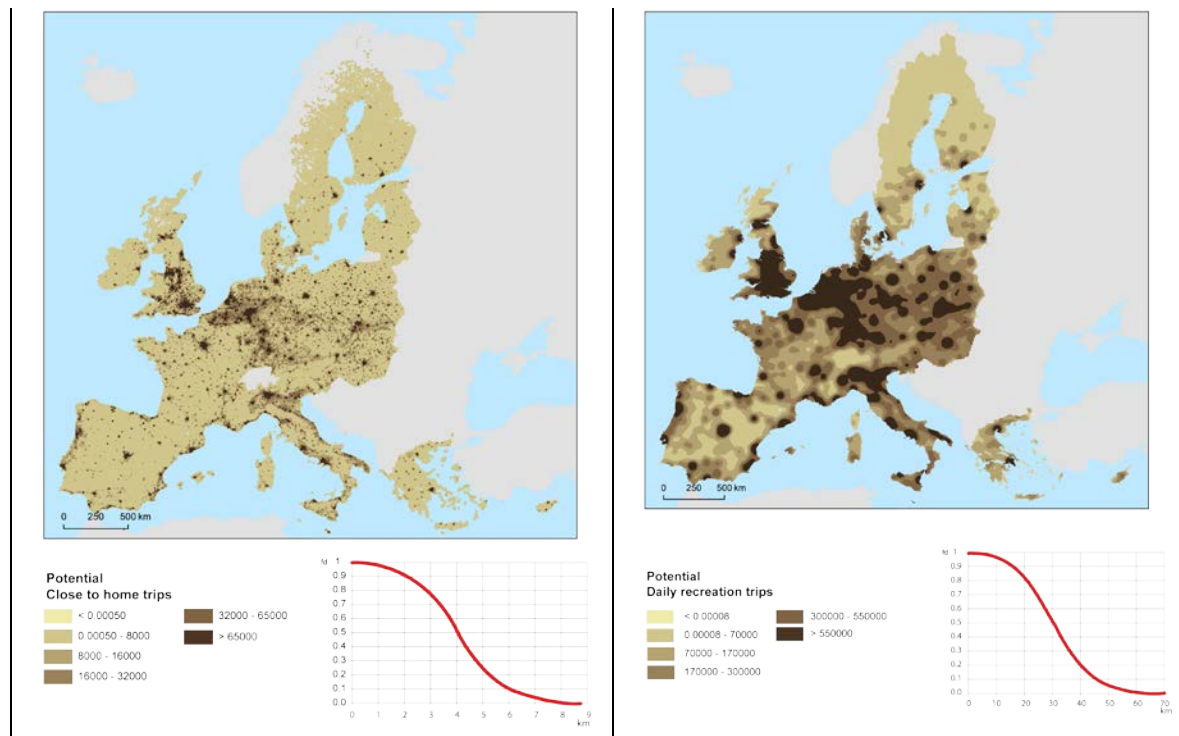 0 250 500 km
Potential
Close to home trips
< 0.00050
0.00050 - 8000
8000 - 16000
16000 - 32000
32000 - 65000
> 65000
fd 1
0.9
0.8
0.7
0.6
0.5
0.4
0.3
0.2
0.1
0.0
0 1 2 3 4 5 6 7 8 9
km
0 250 500 km
Potential
Daily recreation trips
< 0.00008
0.00008 - 70000
70000 - 170000
170000 - 300000
300000 - 550000
> 550000
fd 1
0.9
0.8
0.7
0.6
0.5
0.4
0.3
0.2
0.1
0.0
0 10 20 30 40 50 60 70
km